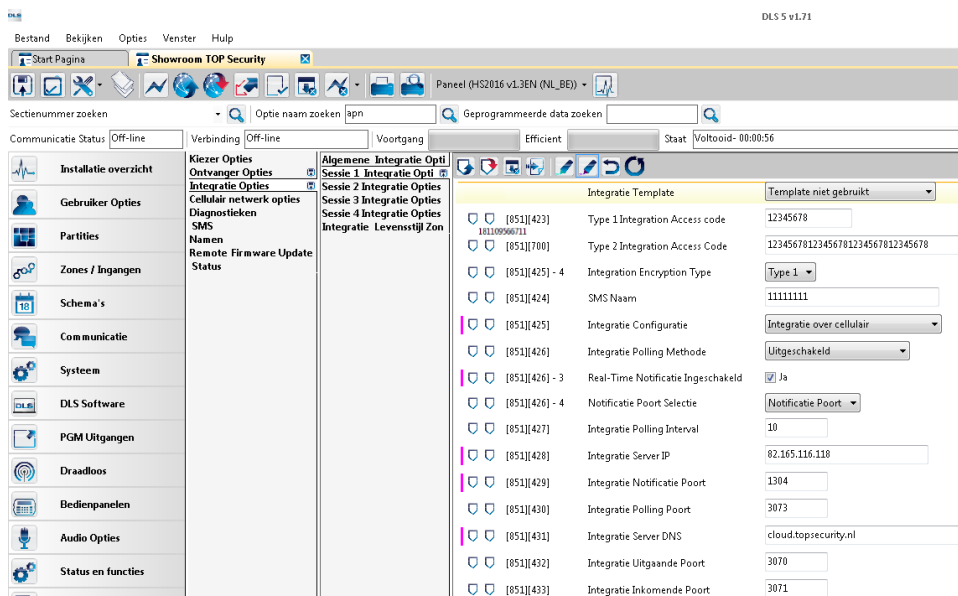 DLS
DLS 5 v1.71
Bestand Bekijken Opties Venster Hulp
Start Pagina Showroom TOP Security
Paneel (HS2016 v1.3EN (NL_BE))
Sectienummer zoeken Optie naam zoeken apn Geprogrammeerde data zoeken
Communicatie Status Off-line Verbinding Off-line Voortgang Efficient Staat Voltooid- 00:00:56
Installatie overzicht
Gebruiker Opties
Partities
Zones / Ingangen
18 Schema's
Communicatie
Systeem
DLS DLS Software
PGM Uitgangen
Draadloos
Bedienpanelen
Audio Opties
Status en functies
Kiezer Opties
Ontvanger Opties
Integratie Opties
Cellulair netwerk opties
Diagnostieken
SMS
Namen
Remote Firmware Update
Status
Algemene Integratie Opti
Sessie 1 Integratie Opti
Sessie 2 Integratie Opties
Sessie 3 Integratie Opties
Sessie 4 Integratie Opties
Integratie Levensstijl Zon
Integratie Template Template niet gebruikt
[851][423] Type 1 Integration Access code 12345678
181109566711
[851][700] Type 2 Integration Access Code 12345678123456781234567812345678
[851][425] - 4 Integration Encryption Type Type 1
[851][424] SMS Naam 11111111
[851][425] Integratie Configuratie Integratie over cellulair
[851][426] Integratie Polling Methode Uitgeschakeld
[851][426] - 3 Real-Time Notificatie Ingeschakeld Ja
[851][426] - 4 Notificatie Poort Selectie Notificatie Poort
[851][427] Integratie Polling Interval 10
[851][428] Integratie Server IP 82.165.116.118
[851][429] Integratie Notificatie Poort 1304
[851][430] Integratie Polling Poort 3073
[851][431] Integratie Server DNS cloud.topsecurity.nl
[851][432] Integratie Uitgaande Poort 3070
[851][433] Integratie Inkomende Poort 3071